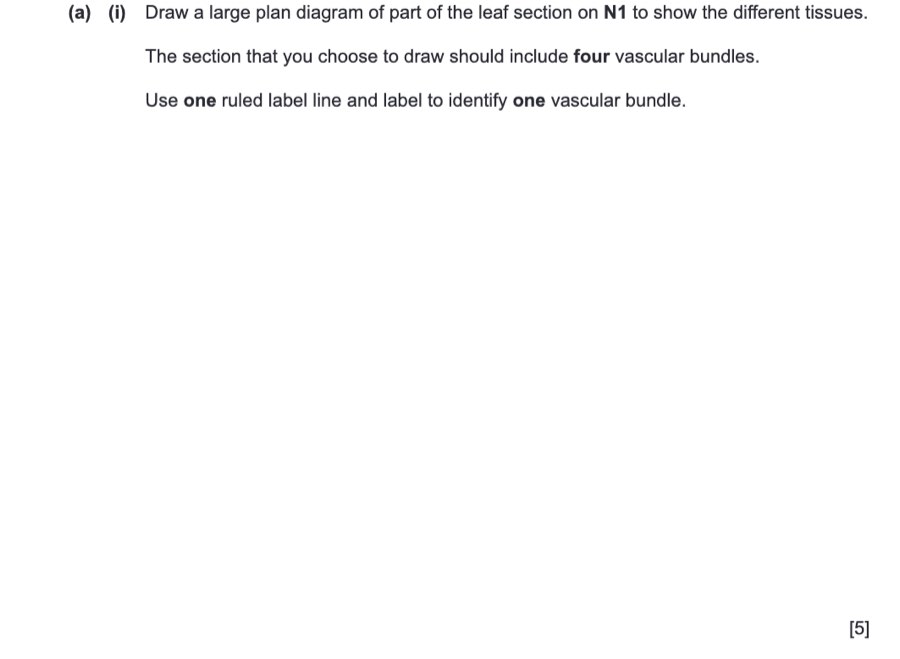 (a) (i) Draw a large plan diagram of part of the leaf section on N1 to show the different tissues.
The section that you choose to draw should include four vascular bundles.
Use one ruled label line and label to identify one vascular bundle.
[5]